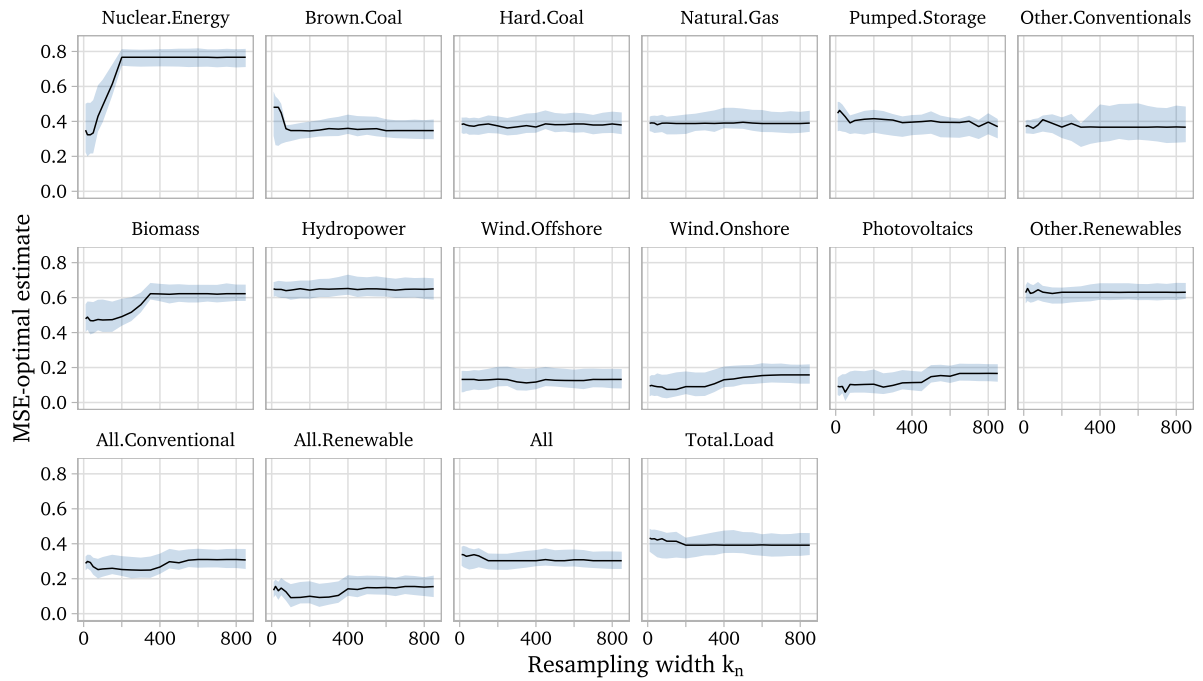 Nuclear.Energy Brown.Coal Hard.Coal Natural.Gas Pumped.Storage Other.Conventionals
0.8
0.6
0.4
0.2
0.0
Biomass Hydropower Wind.Offshore Wind.Onshore Photovoltaics Other.Renewables
0.8
0.6
0.4
0.2
0.0
0 400 800 0 400 800
All.Conventional All.Renewable All Total.Load
0.8
0.6
0.4
0.2
0.0
0 400 800 0 400 800 0 400 800 0 400 800
MSE-optimal estimate
Resampling width kₙ